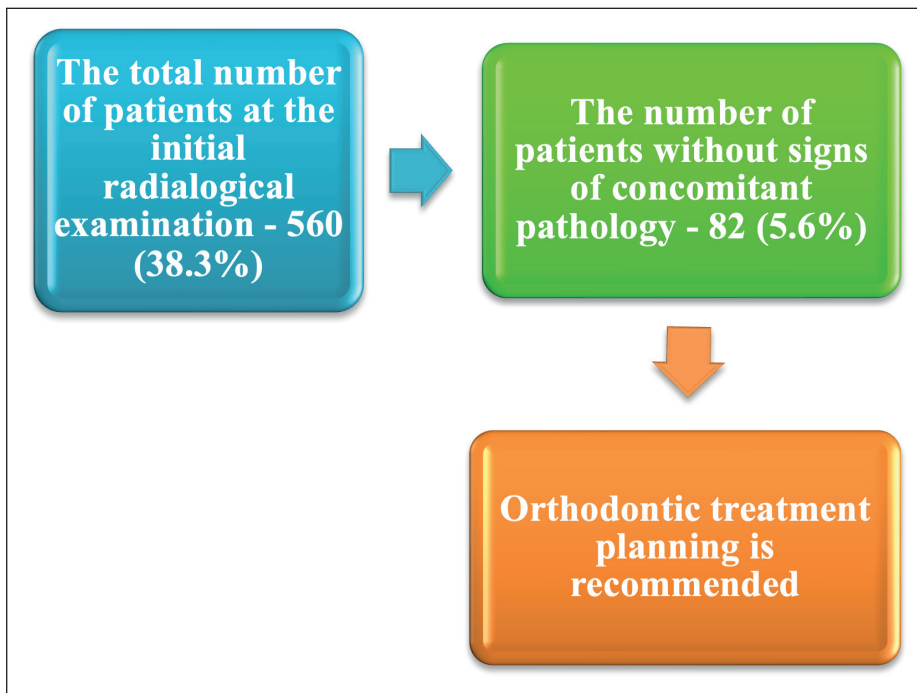 The total number
of patients at the
initial
radialogical
examination - 560
(38.3%)
The number of
patients without signs
of concomitant
pathology - 82 (5.6%)
Orthodontic treatment
planning is
recommended